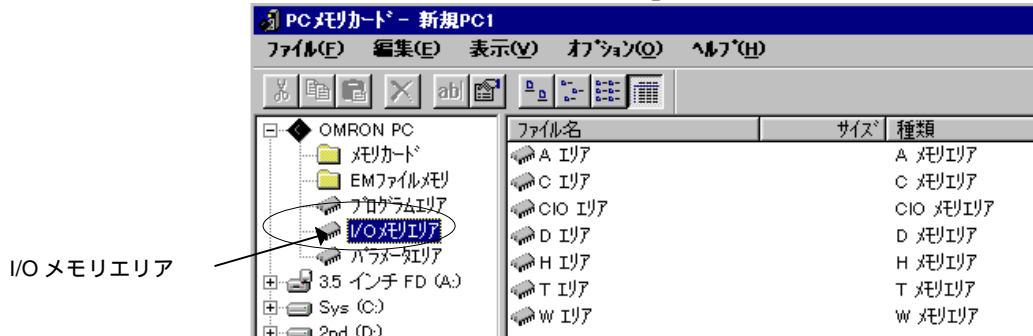 PCメモリカード - 新規PC1
ファイル(F) 編集(E) 表示(V) オプション(O) ヘルプ(H)
ab
OMRON PC
メモリカード
EMファイルメモリ
プログラムエリア
I/Oメモリエリア
パラメータエリア
3.5 インチ FD (A:)
Sys (C:)
2nd (D:)
ファイル名 サイズ 種類
A エリア A メモリエリア
C エリア C メモリエリア
CIO エリア CIO メモリエリア
D エリア D メモリエリア
H エリア H メモリエリア
T エリア T メモリエリア
W エリア W メモリエリア
I/O メモリエリア